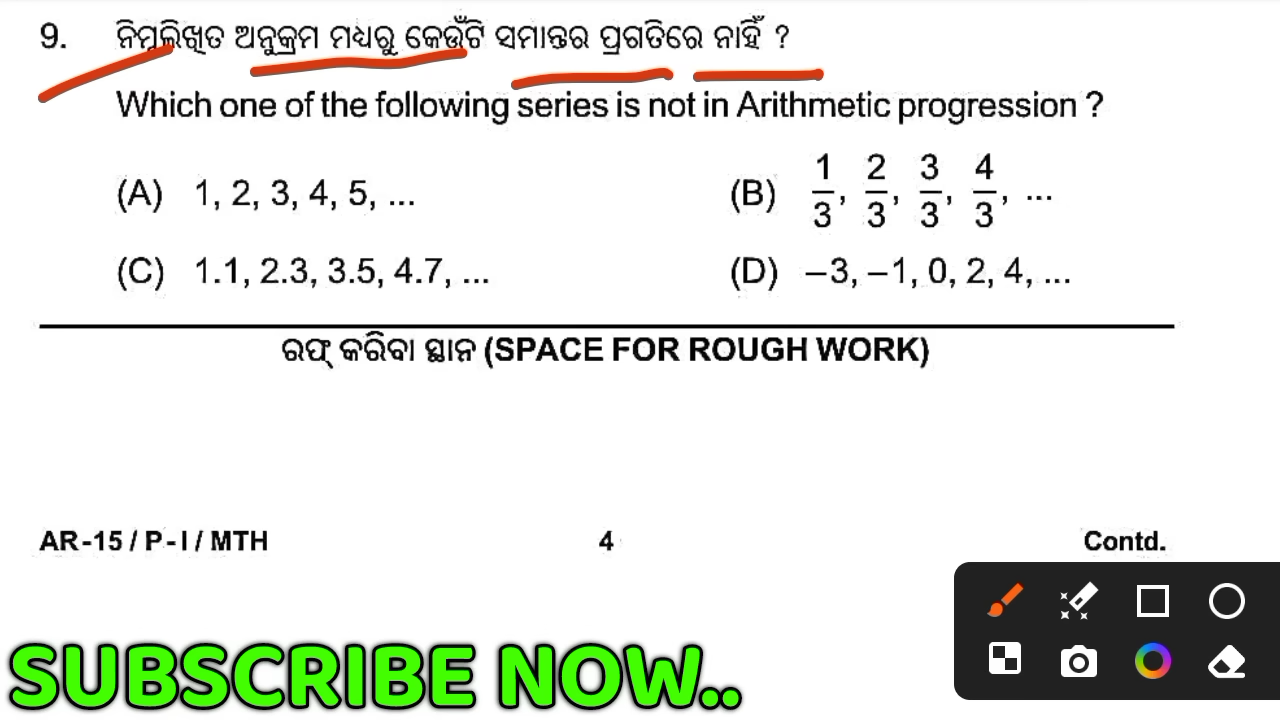 9. ନିମ୍ନଲିଖିତ ଅନୁକ୍ରମ ମଧ୍ୟରୁ କେଉଁଟି ସମାନ୍ତର ପ୍ରଗତିରେ ନାହିଁ ?
Which one of the following series is not in Arithmetic progression ?
(A) 1, 2, 3, 4, 5, ...
(B) 1/3, 2/3, 3/3, 4/3, ...
(C) 1.1, 2.3, 3.5, 4.7, ...
(D) –3, –1, 0, 2, 4, ...
ରଫ୍ କରିବା ସ୍ଥାନ (SPACE FOR ROUGH WORK)
AR-15 / P-I / MTH 4 Contd.
SUBSCRIBE NOW..